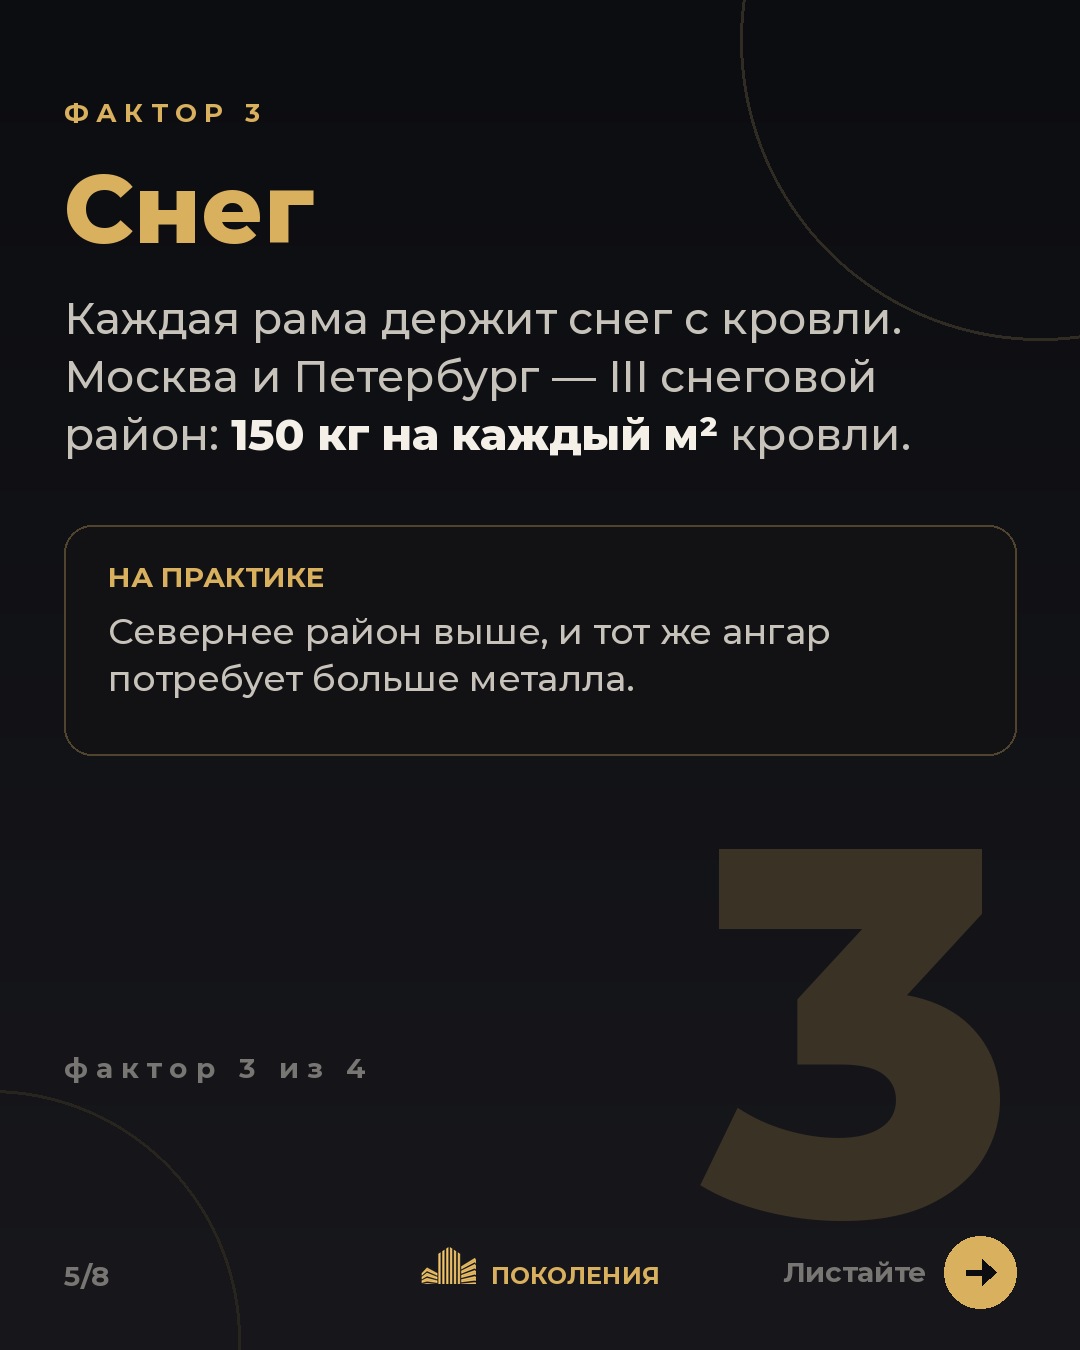 ФАКТОР 3
Снег
Каждая рама держит снег с кровли.
Москва и Петербург — III снеговой
район: 150 кг на каждый м² кровли.
НА ПРАКТИКЕ
Севернее район выше, и тот же ангар
потребует больше металла.
3
фактор 3 из 4
5/8
ПОКОЛЕНИЯ
Листайте